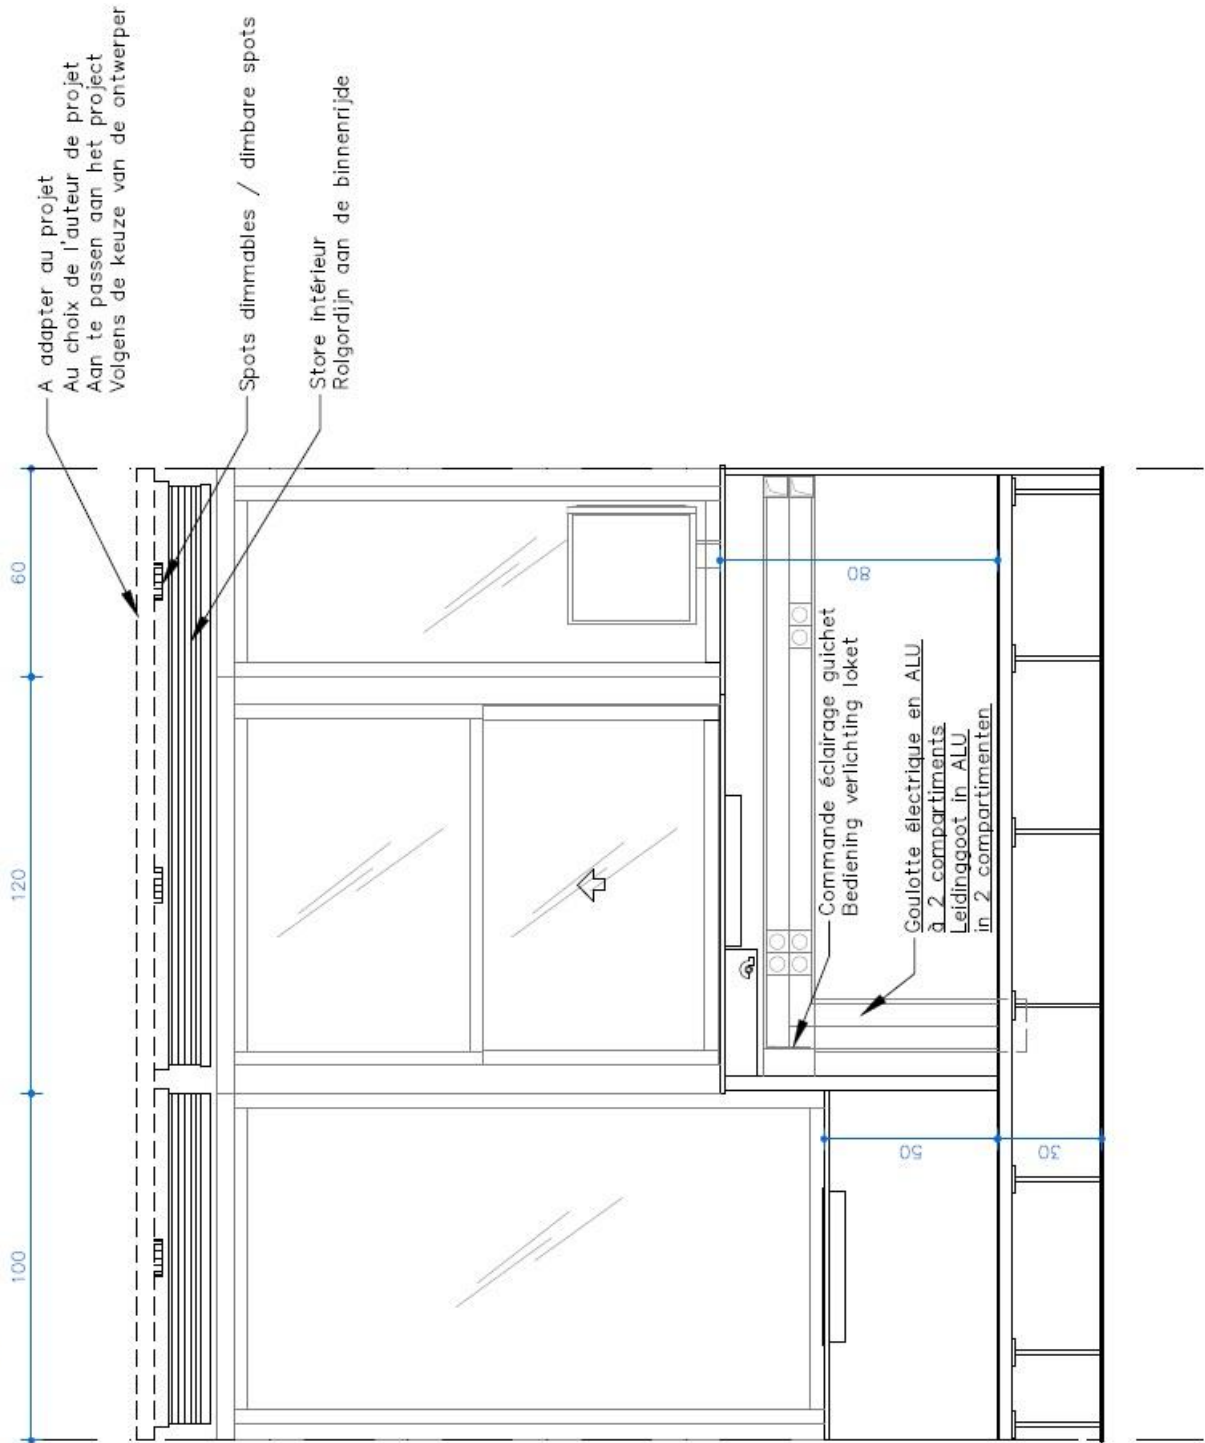 A adapter au projet
Au choix de l'auteur de projet
Aan te passen aan het project
Volgens de keuze van de ontwerper
Spots dimmables / dimbare spots
Store intérieur
Rolgordijn aan de binnenrijde
100
120
60
80
50
30
Commande éclairage guichet
Bediening verlichting loket
Goulotte électrique en ALU
à 2 compartiments
Leidinggoot in ALU
in 2 compartimenten